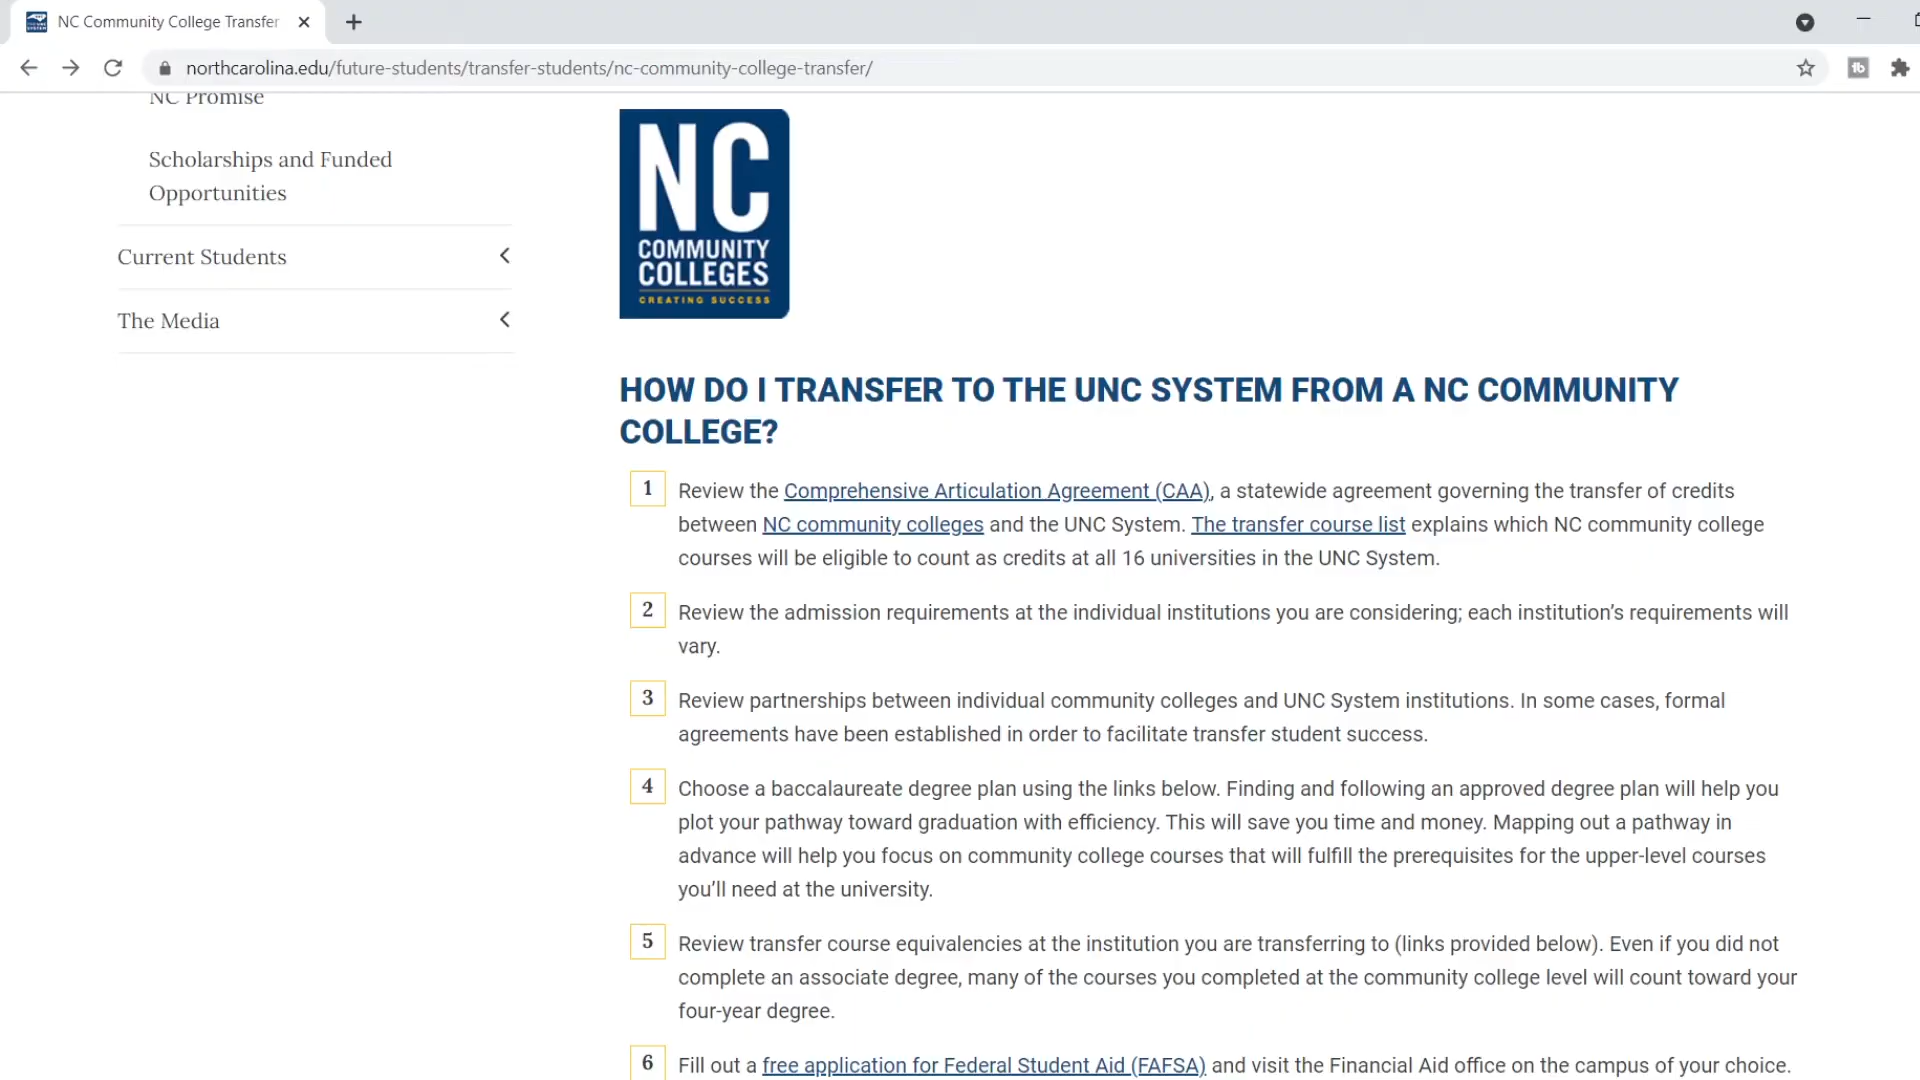 NC Community College Transfer
northcarolina.edu/future-students/transfer-students/nc-community-college-transfer/
NC Promise
Scholarships and Funded
Opportunities
Current Students
The Media
NC
COMMUNITY
COLLEGES
CREATING SUCCESS
HOW DO I TRANSFER TO THE UNC SYSTEM FROM A NC COMMUNITY
COLLEGE?
1 Review the Comprehensive Articulation Agreement (CAA), a statewide agreement governing the transfer of credits
between NC community colleges and the UNC System. The transfer course list explains which NC community college
courses will be eligible to count as credits at all 16 universities in the UNC System.
2 Review the admission requirements at the individual institutions you are considering; each institution’s requirements will
vary.
3 Review partnerships between individual community colleges and UNC System institutions. In some cases, formal
agreements have been established in order to facilitate transfer student success.
4 Choose a baccalaureate degree plan using the links below. Finding and following an approved degree plan will help you
plot your pathway toward graduation with efficiency. This will save you time and money. Mapping out a pathway in
advance will help you focus on community college courses that will fulfill the prerequisites for the upper-level courses
you’ll need at the university.
5 Review transfer course equivalencies at the institution you are transferring to (links provided below). Even if you did not
complete an associate degree, many of the courses you completed at the community college level will count toward your
four-year degree.
6 Fill out a free application for Federal Student Aid (FAFSA) and visit the Financial Aid office on the campus of your choice.